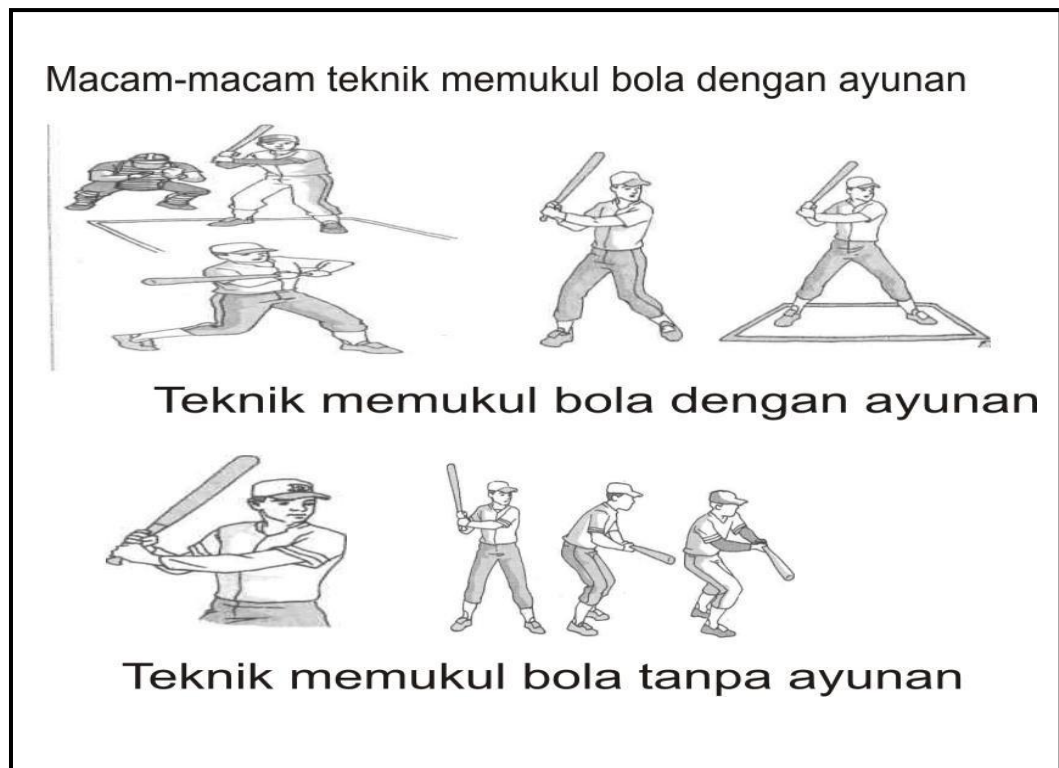 Macam-macam teknik memukul bola dengan ayunan
Teknik memukul bola dengan ayunan
Teknik memukul bola tanpa ayunan